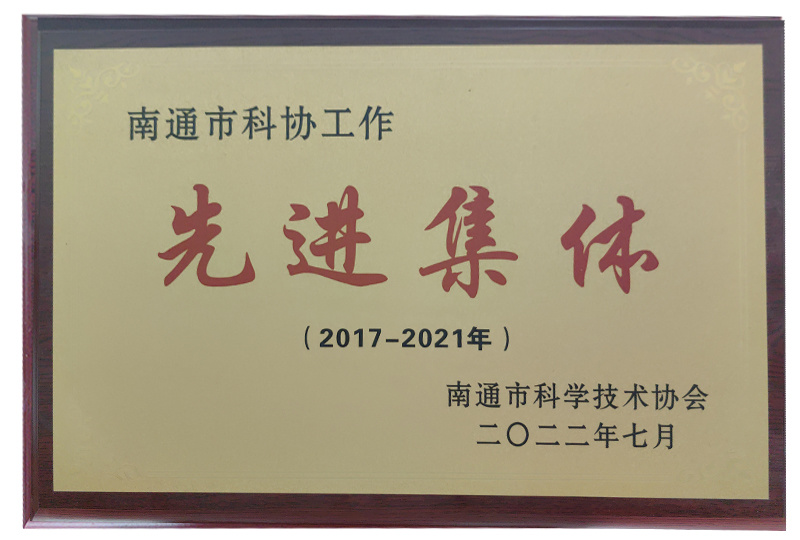 南通市科协工作
先进集体
（2017-2021年）
南通市科学技术协会
二〇二二年七月